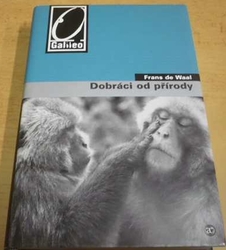 Galileo
Frans de Waal
Dobráci od přírody